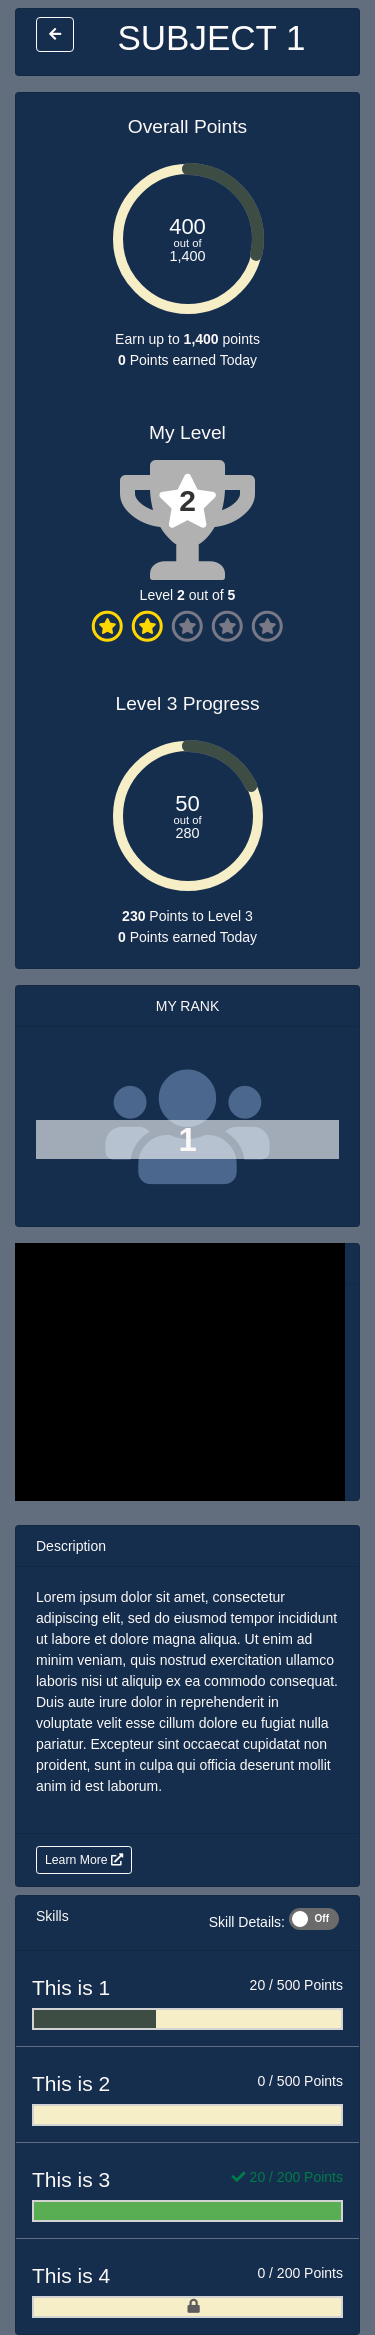 SUBJECT 1
Overall Points
400
out of
1,400
Earn up to 1,400 points
0 Points earned Today
My Level
2
Level 2 out of 5
Level 3 Progress
50
out of
280
230 Points to Level 3
0 Points earned Today
MY RANK
1
Description
Lorem ipsum dolor sit amet, consectetur
adipiscing elit, sed do eiusmod tempor incididunt
ut labore et dolore magna aliqua. Ut enim ad
minim veniam, quis nostrud exercitation ullamco
laboris nisi ut aliquip ex ea commodo consequat.
Duis aute irure dolor in reprehenderit in
voluptate velit esse cillum dolore eu fugiat nulla
pariatur. Excepteur sint occaecat cupidatat non
proident, sunt in culpa qui officia deserunt mollit
anim id est laborum.
Learn More
Skills Skill Details: Off
This is 1 20 / 500 Points
This is 2 0 / 500 Points
This is 3 20 / 200 Points
This is 4 0 / 200 Points